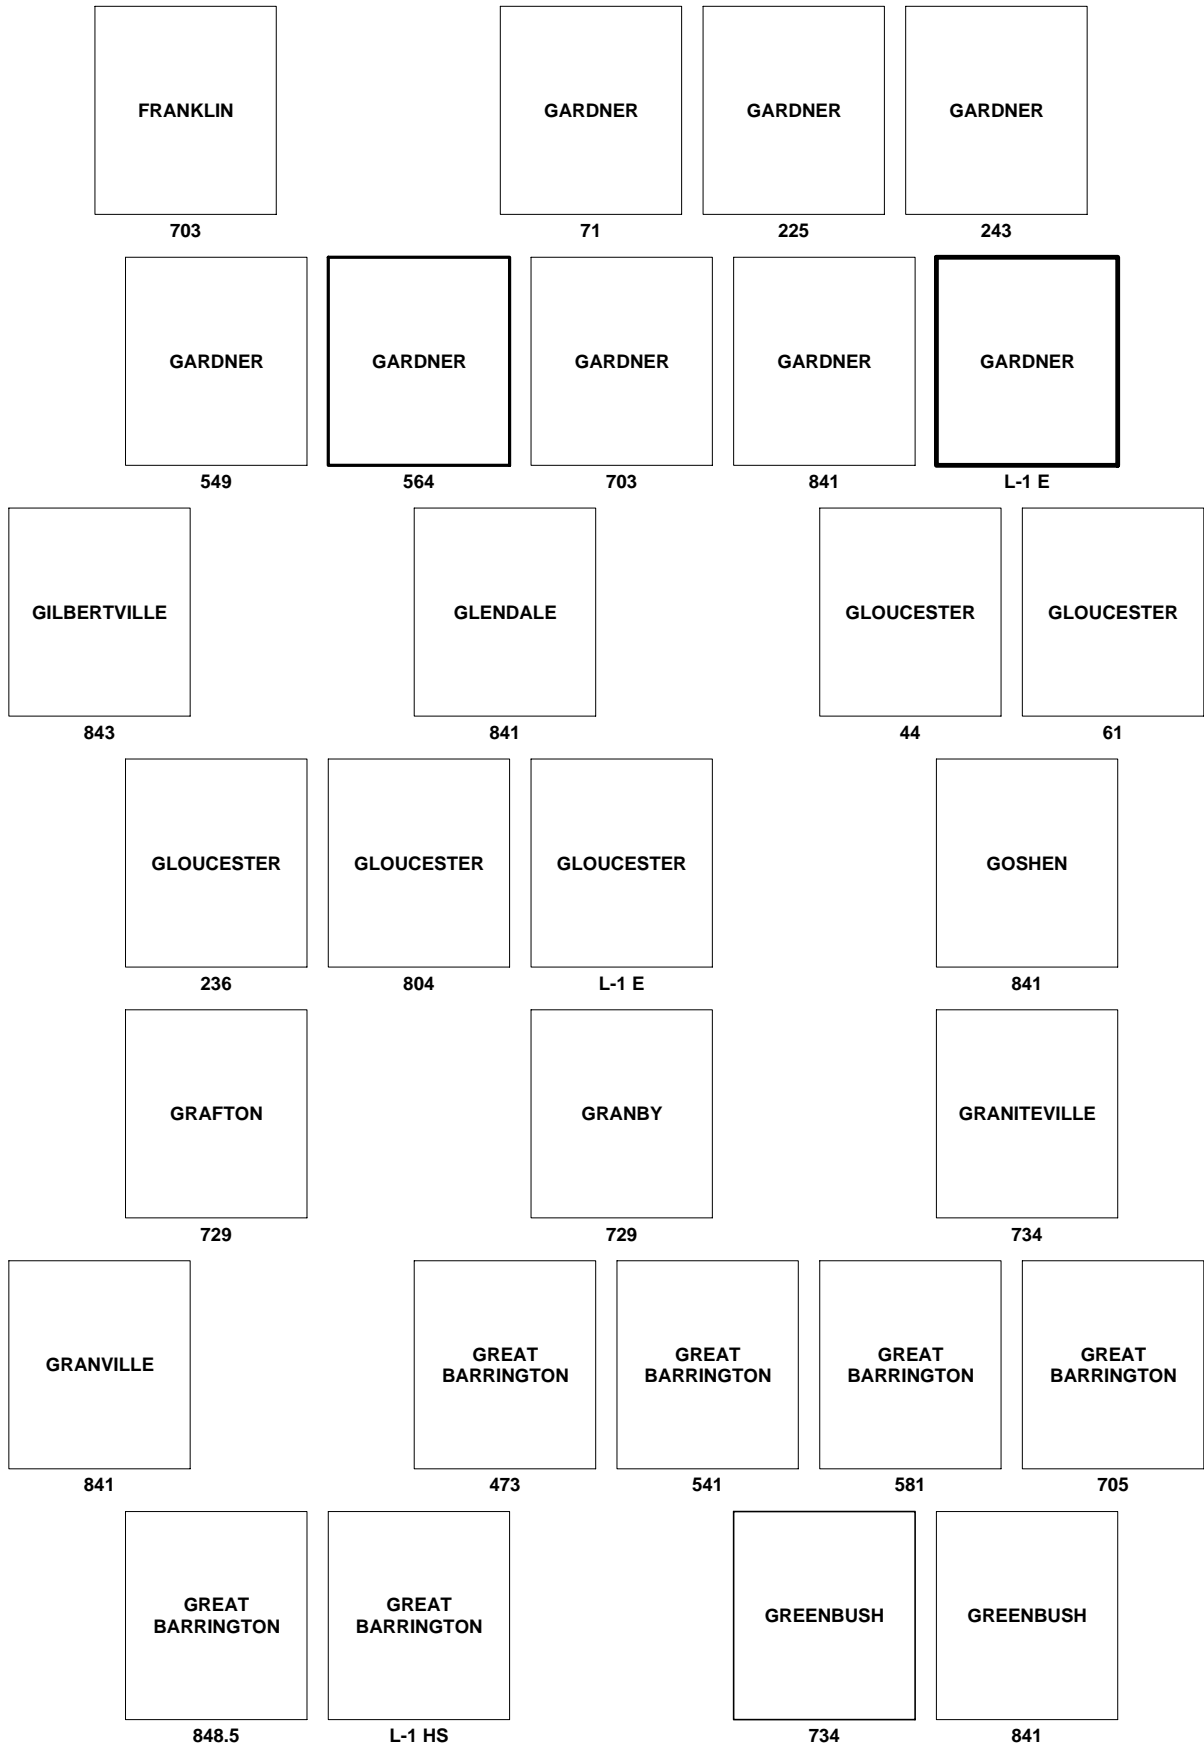 FRANKLIN
GARDNER
GARDNER
GARDNER
703
71
225
243
GARDNER
GARDNER
GARDNER
GARDNER
GARDNER
549
564
703
841
L-1 E
GILBERTVILLE
GLENDALE
GLOUCESTER
GLOUCESTER
843
841
44
61
GLOUCESTER
GLOUCESTER
GLOUCESTER
GOSHEN
236
804
L-1 E
841
GRAFTON
GRANBY
GRANITEVILLE
729
729
734
GRANVILLE
GREAT
BARRINGTON
GREAT
BARRINGTON
GREAT
BARRINGTON
GREAT
BARRINGTON
841
473
541
581
705
GREAT
BARRINGTON
GREAT
BARRINGTON
GREENBUSH
GREENBUSH
848.5
L-1 HS
734
841